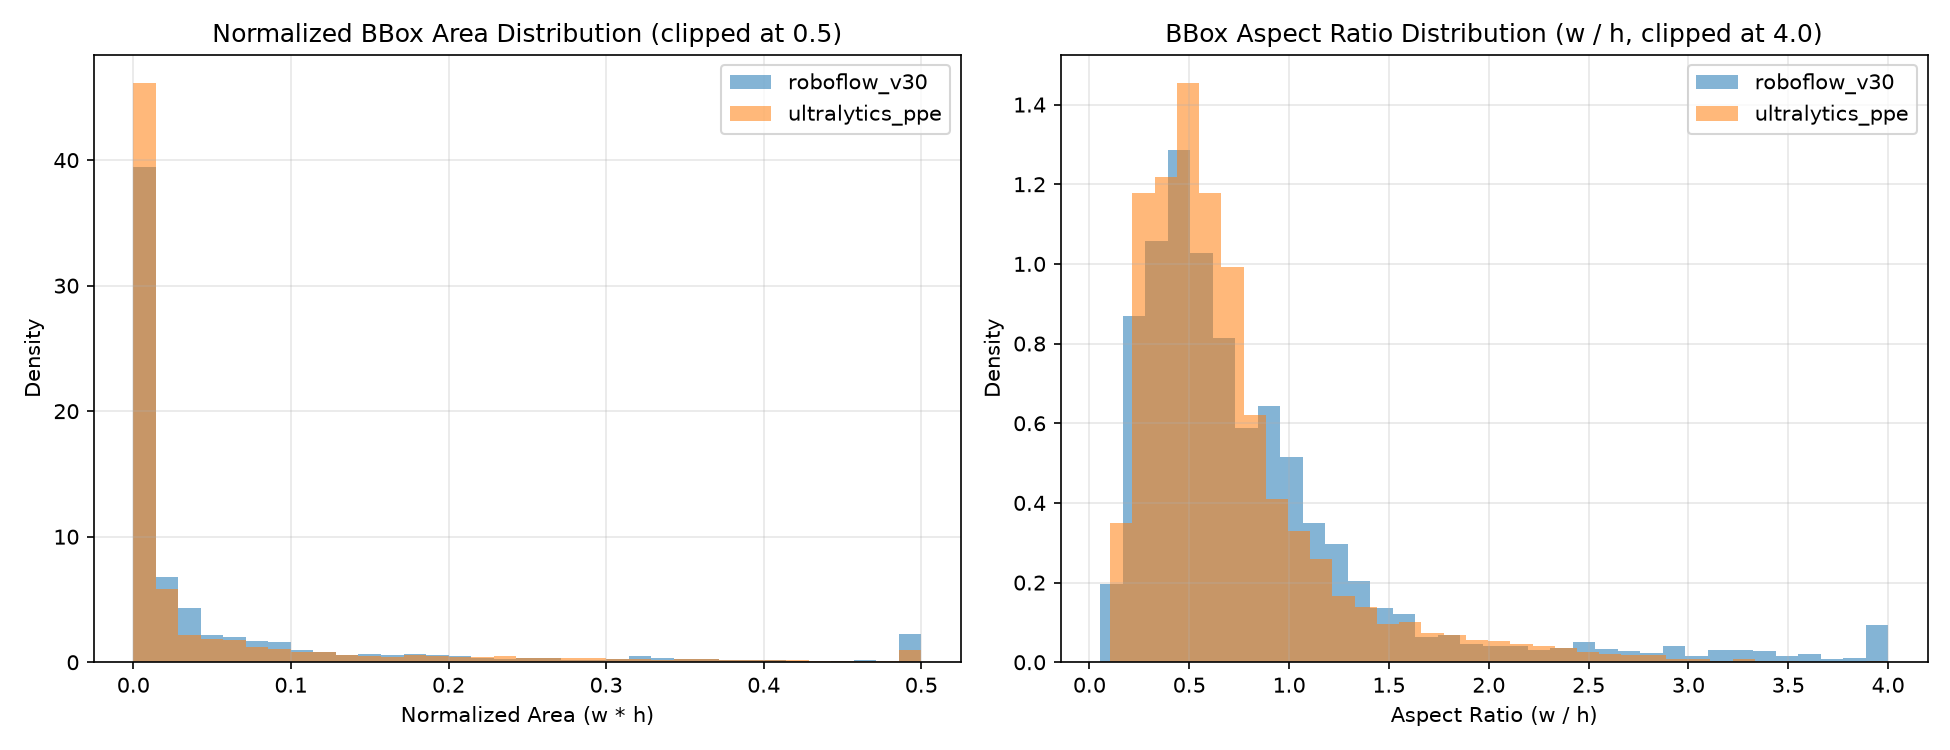 Normalized BBox Area Distribution (clipped at 0.5)
roboflow_v30
ultralytics_ppe
Density
40
30
20
10
0
0.0 0.1 0.2 0.3 0.4 0.5
Normalized Area (w * h)
BBox Aspect Ratio Distribution (w / h, clipped at 4.0)
roboflow_v30
ultralytics_ppe
Density
1.4
1.2
1.0
0.8
0.6
0.4
0.2
0.0
0.0 0.5 1.0 1.5 2.0 2.5 3.0 3.5 4.0
Aspect Ratio (w / h)